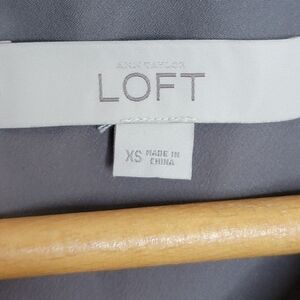 ANN TAYLOR
LOFT
XS MADE IN
CHINA